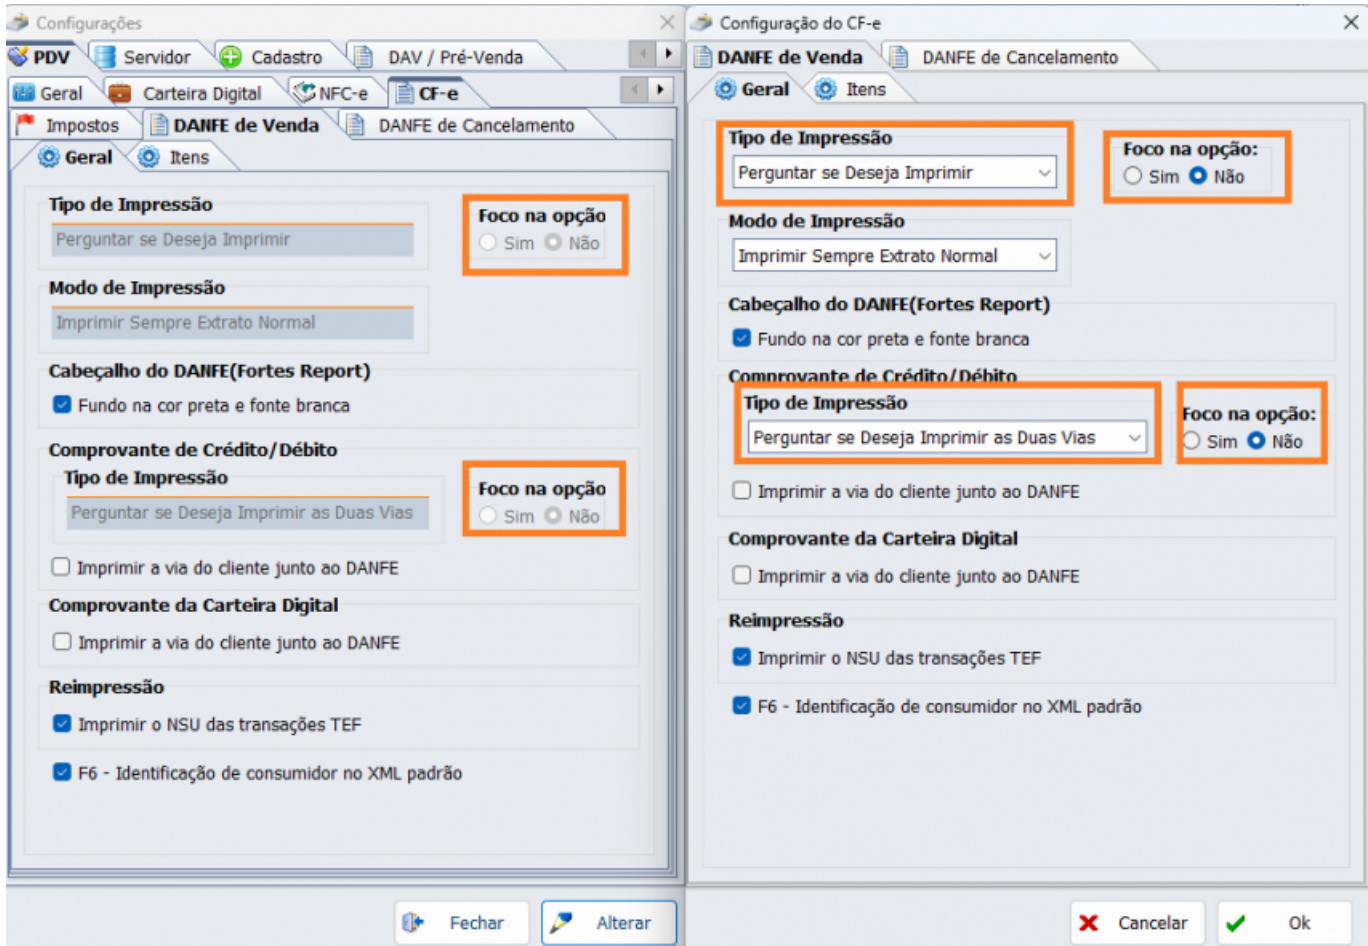 Configurações
PDV Servidor Cadastro DAV / Pré-Venda
Geral Carteira Digital NFC-e CF-e
Impostos DANFE de Venda DANFE de Cancelamento
Geral Itens
Tipo de Impressão
Perguntar se Deseja Imprimir
Foco na opção
Sim Não
Modo de Impressão
Imprimir Sempre Extrato Normal
Cabeçalho do DANFE(Fortes Report)
Fundo na cor preta e fonte branca
Comprovante de Crédito/Débito
Tipo de Impressão
Perguntar se Deseja Imprimir as Duas Vias
Foco na opção
Sim Não
Imprimir a via do cliente junto ao DANFE
Comprovante da Carteira Digital
Imprimir a via do cliente junto ao DANFE
Reimpressão
Imprimir o NSU das transações TEF
F6 - Identificação de consumidor no XML padrão
Fechar Alterar
Configuração do CF-e
DANFE de Venda DANFE de Cancelamento
Geral Itens
Tipo de Impressão
Perguntar se Deseja Imprimir
Foco na opção:
Sim Não
Modo de Impressão
Imprimir Sempre Extrato Normal
Cabeçalho do DANFE(Fortes Report)
Fundo na cor preta e fonte branca
Comprovante de Crédito/Débito
Tipo de Impressão
Perguntar se Deseja Imprimir as Duas Vias
Foco na opção:
Sim Não
Imprimir a via do cliente junto ao DANFE
Comprovante da Carteira Digital
Imprimir a via do cliente junto ao DANFE
Reimpressão
Imprimir o NSU das transações TEF
F6 - Identificação de consumidor no XML padrão
Cancelar Ok